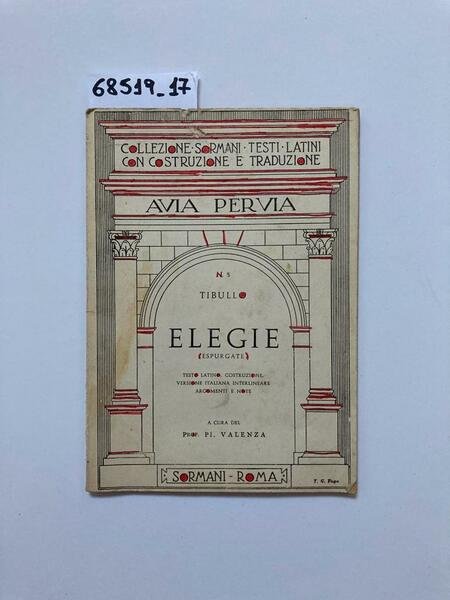 68519_17
COLLEZIONE·SORMANI·TESTI·LATINI
CON COSTRUZIONE E TRADUZIONE
AVIA PERVIA
N. 5
TIBULLO
ELEGIE
(ESPURGATE)
TESTO LATINO, COSTRUZIONE,
VERSIONE ITALIANA INTERLINEARE
ARGOMENTI E NOTE
A CURA DEL
PROF. PI. VALENZA
SORMANI - ROMA